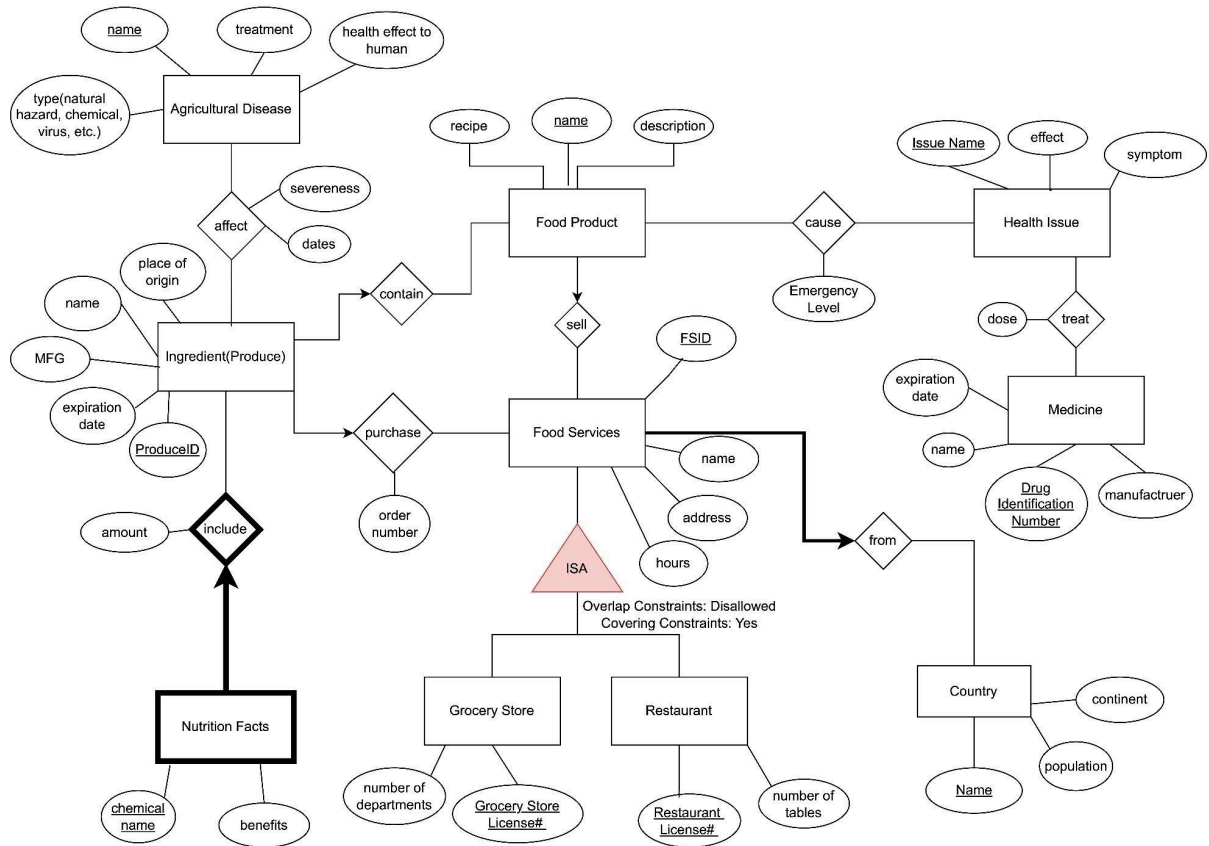 name
treatment
health effect to
human
type(natural
hazard, chemical,
virus, etc.)
Agricultural Disease
recipe
name
description
Issue Name
effect
symptom
severeness
affect
dates
Food Product
cause
Health Issue
place of
origin
name
contain
Emergency
Level
dose
treat
sell
MFG
Ingredient(Produce)
FSID
expiration
date
ProduceID
purchase
Food Services
name
expiration
date
Medicine
name
address
Drug
Identification
Number
manufactruer
amount
include
order
number
hours
from
ISA
Overlap Constraints: Disallowed
Covering Constraints: Yes
Nutrition Facts
Grocery Store
Restaurant
Country
continent
population
Name
chemical
name
benefits
number of
departments
Grocery Store
License#
Restaurant
License#
number of
tables